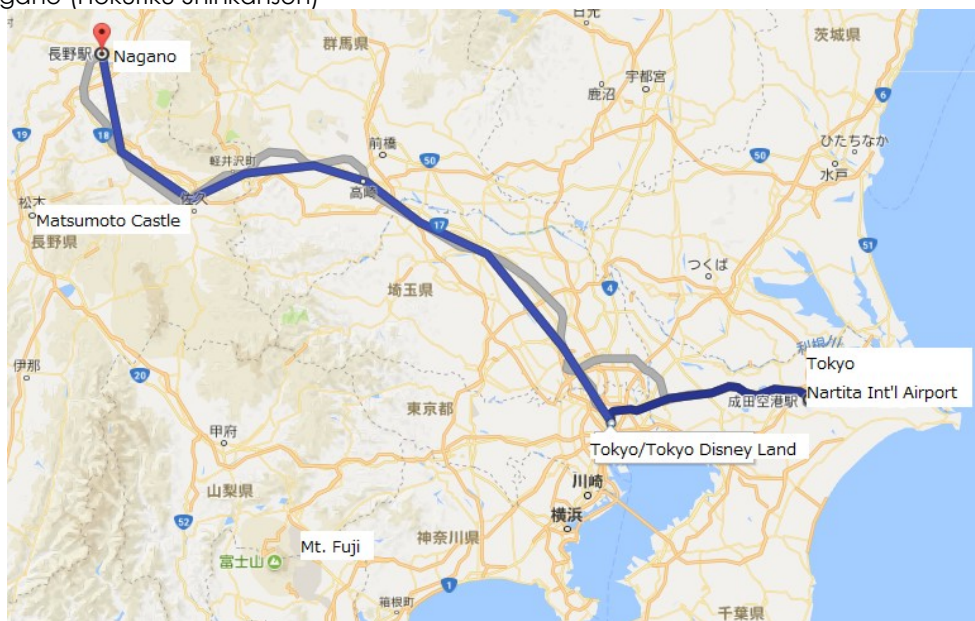 gano (Hokuriku Shinkansen)
日光
茨城県
群馬県
長野駅
Nagano
宇都宮
鹿沼
6
19
18
前橋
50
ひたちなか
50
水戸
軽井沢町
高崎
佐久
松本
Matsumoto Castle
長野県
17
51
つくば
4
埼玉県
利根川
伊那
20
Tokyo
成田空港駅
Nartita Int'l Airport
東京都
甲府
Tokyo/Tokyo Disney Land
川崎
山梨県
横浜
52
Mt. Fuji
神奈川県
富士山
1
箱根町
千葉県